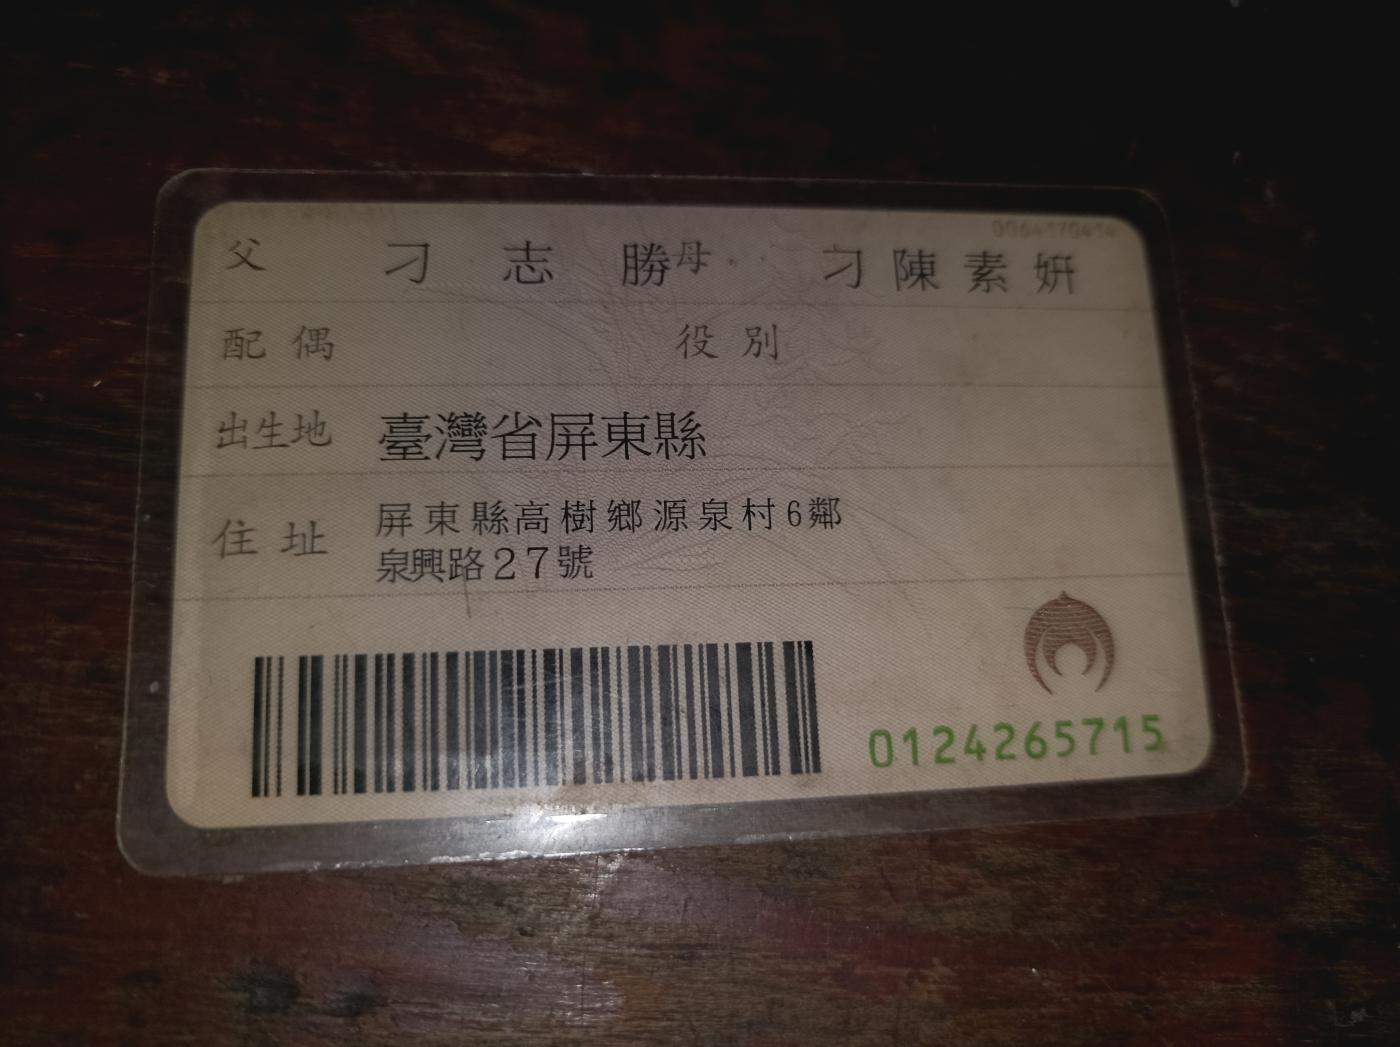 父 刁志勝 母 刁陳素妍
配偶 役別
出生地 臺灣省屏東縣
住址 屏東縣高樹鄉源泉村6鄰
泉興路27號
0124265715